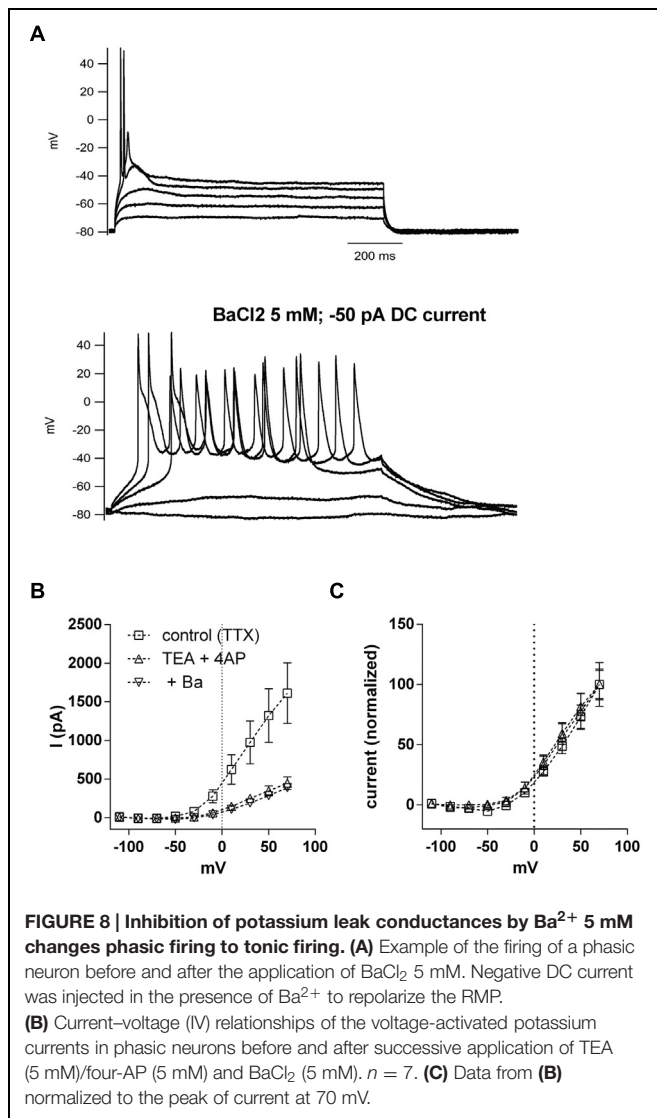 A
40
20
0
-20
-40
-60
-80
mV
200 ms
BaCl2 5 mM; -50 pA DC current
40
20
0
-20
-40
-60
-80
mV
B
2500
2000
1500
1000
500
0
I (pA)
control (TTX)
TEA + 4AP
+ Ba
-100 -50 0 50 100
mV
C
150
100
50
0
current (normalized)
-100 -50 0 50 100
mV
FIGURE 8 | Inhibition of potassium leak conductances by Ba2+ 5 mM
changes phasic firing to tonic firing. (A) Example of the firing of a phasic
neuron before and after the application of BaCl2 5 mM. Negative DC current
was injected in the presence of Ba2+ to repolarize the RMP.
(B) Current–voltage (IV) relationships of the voltage-activated potassium
currents in phasic neurons before and after successive application of TEA
(5 mM)/four-AP (5 mM) and BaCl2 (5 mM). n = 7. (C) Data from (B)
normalized to the peak of current at 70 mV.